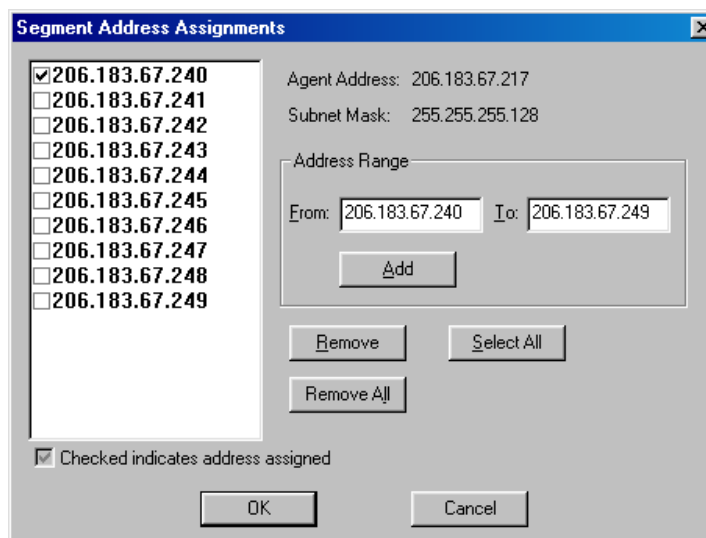 Segment Address Assignments
206.183.67.240
206.183.67.241
206.183.67.242
206.183.67.243
206.183.67.244
206.183.67.245
206.183.67.246
206.183.67.247
206.183.67.248
206.183.67.249
Agent Address: 206.183.67.217
Subnet Mask: 255.255.255.128
Address Range
From: 206.183.67.240 To: 206.183.67.249
Add
Remove Select All
Remove All
Checked indicates address assigned
OK Cancel